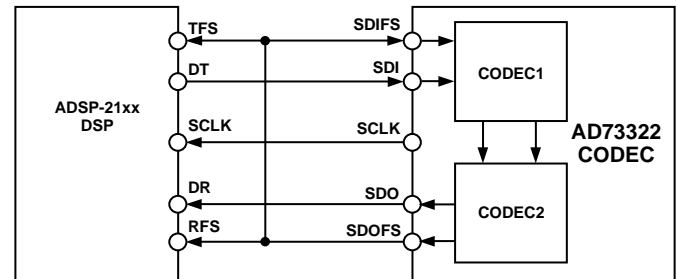 TFS SDIFS
DT SDI
CODEC1
ADSP-21xx
DSP
SCLK SCLK
AD73322
CODEC
DR SDO
CODEC2
RFS SDOFS